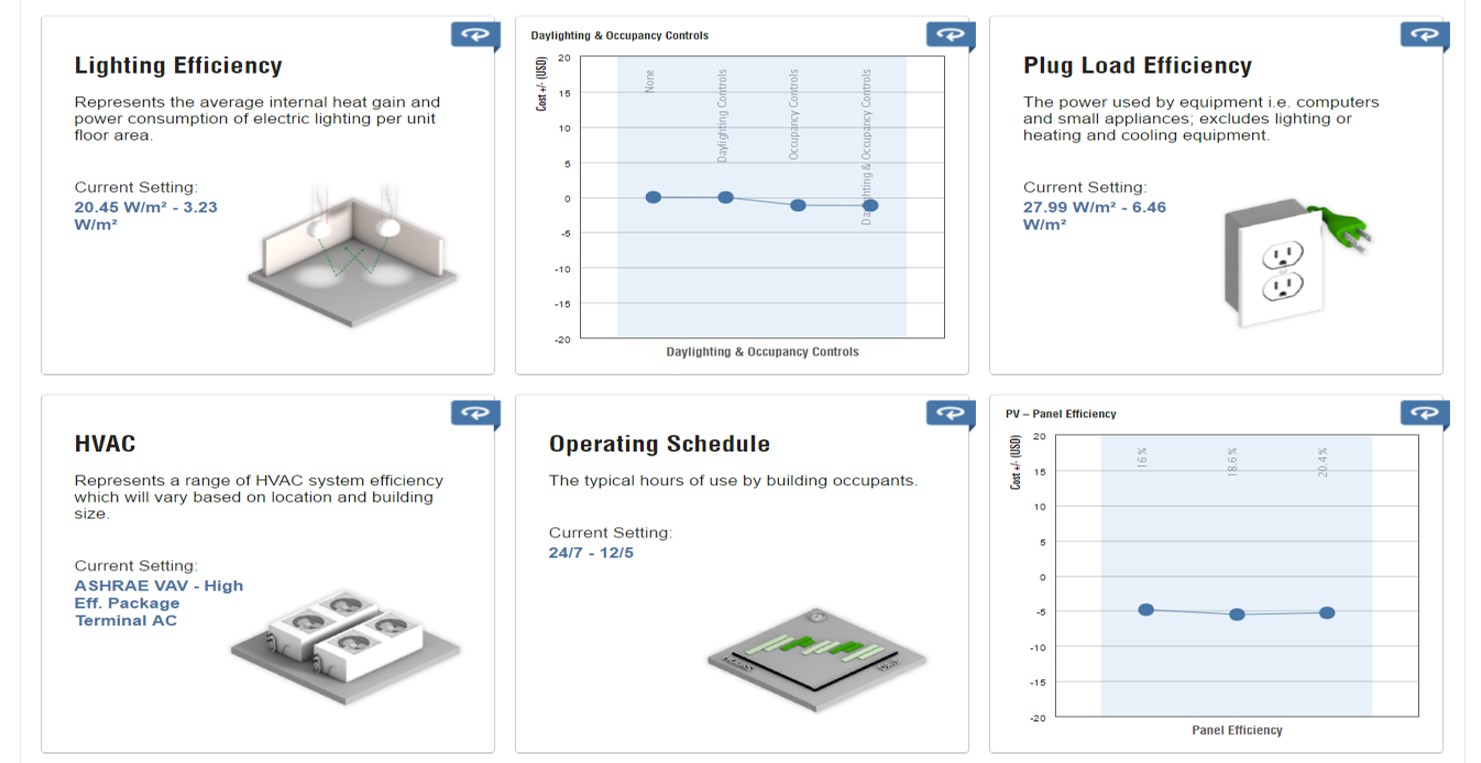 Lighting Efficiency
Represents the average internal heat gain and
power consumption of electric lighting per unit
floor area.
Current Setting:
20.45 W/m² - 3.23
W/m²
Daylighting & Occupancy Controls
Cost +/- (USD)
20
15
10
5
0
-5
-10
-15
-20
None
Daylighting Controls
Occupancy Controls
Daylighting & Occupancy Controls
Daylighting & Occupancy Controls
Plug Load Efficiency
The power used by equipment i.e. computers
and small appliances; excludes lighting or
heating and cooling equipment.
Current Setting:
27.99 W/m² - 6.46
W/m²
HVAC
Represents a range of HVAC system efficiency
which will vary based on location and building
size.
Current Setting:
ASHRAE VAV - High
Eff. Package
Terminal AC
Operating Schedule
The typical hours of use by building occupants.
Current Setting:
24/7 - 12/5
PV – Panel Efficiency
Cost +/- (USD)
20
15
10
5
0
-5
-10
-15
-20
16%
18.6%
20.4%
Panel Efficiency